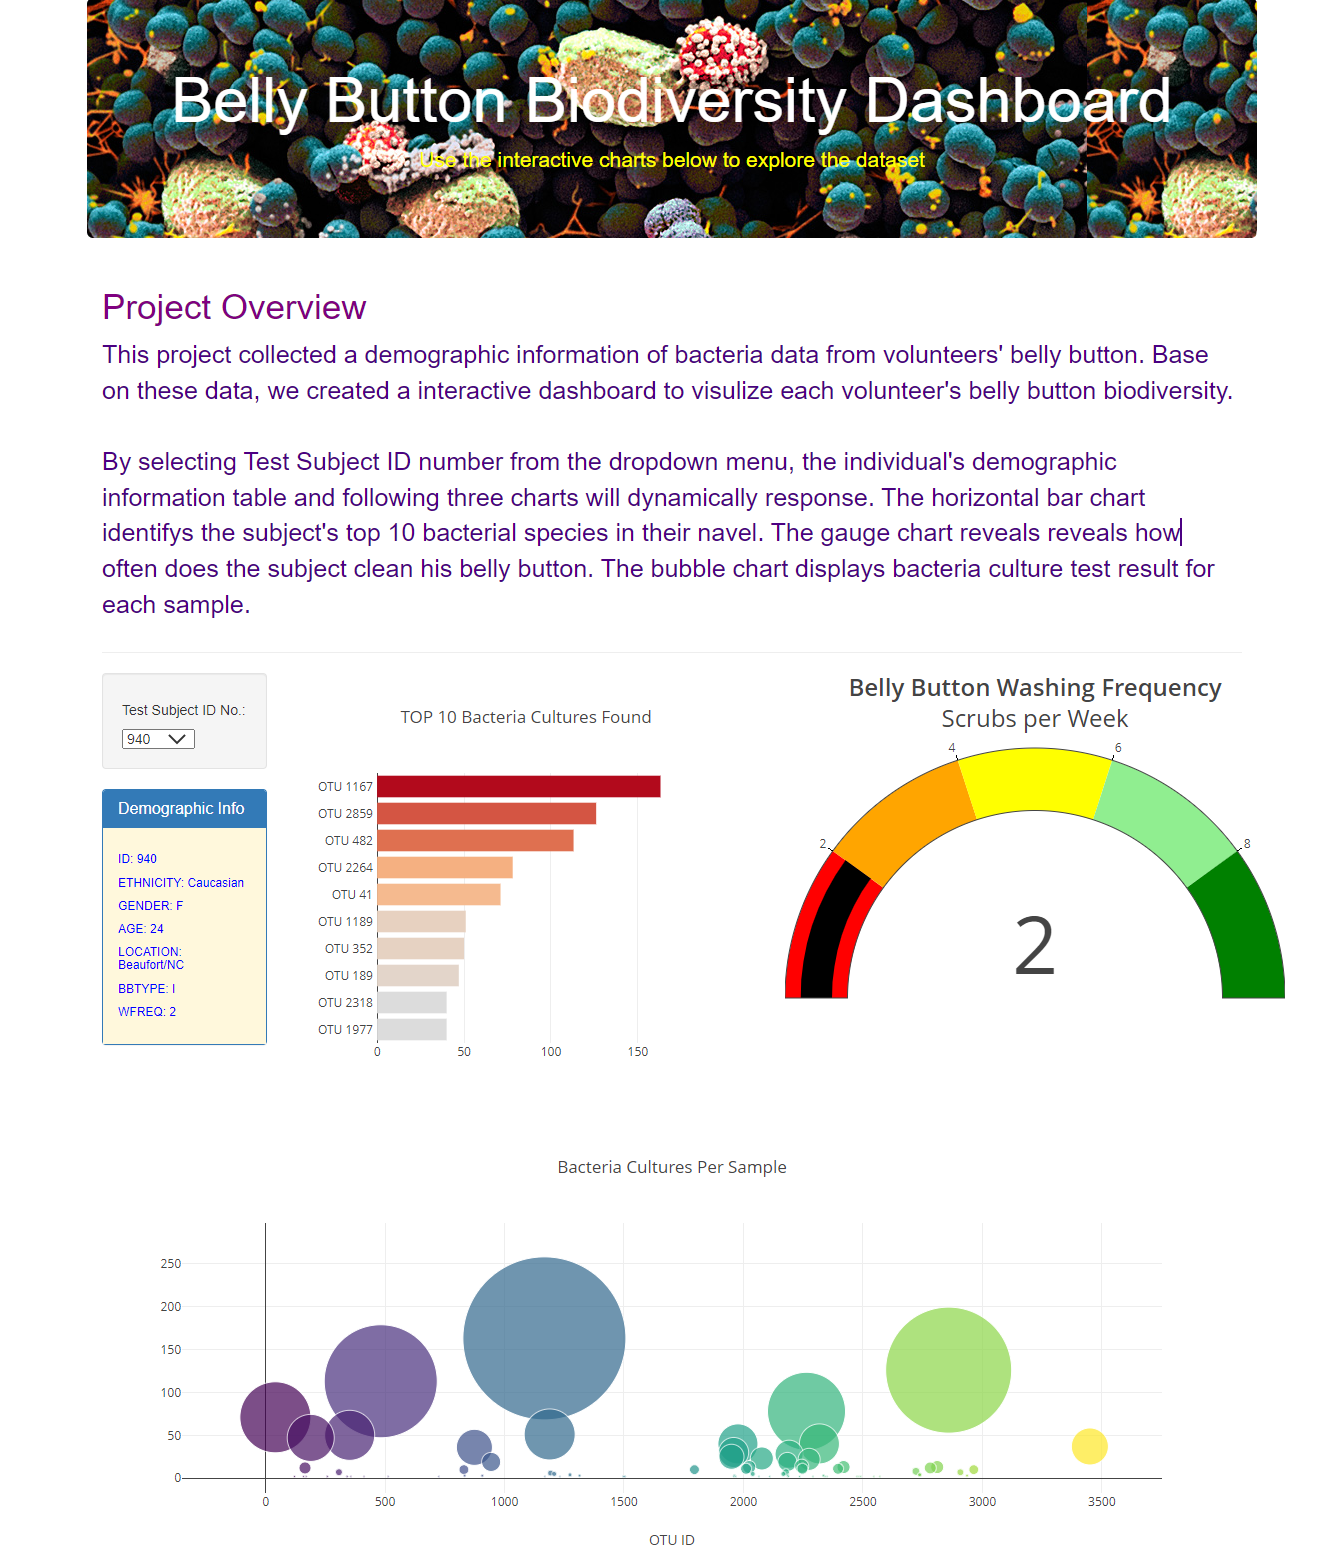 Belly Button Biodiversity Dashboard
Use the interactive charts below to explore the dataset
Project Overview
This project collected a demographic information of bacteria data from volunteers' belly button. Base
on these data, we created a interactive dashboard to visulize each volunteer's belly button biodiversity.
By selecting Test Subject ID number from the dropdown menu, the individual's demographic
information table and following three charts will dynamically response. The horizontal bar chart
identifys the subject's top 10 bacterial species in their navel. The gauge chart reveals reveals how
often does the subject clean his belly button. The bubble chart displays bacteria culture test result for
each sample.
Test Subject ID No.:
940
Demographic Info
ID: 940
ETHNICITY: Caucasian
GENDER: F
AGE: 24
LOCATION:
Beaufort/NC
BBTYPE: I
WFREQ: 2
TOP 10 Bacteria Cultures Found
OTU 1167
OTU 2859
OTU 482
OTU 2264
OTU 41
OTU 1189
OTU 352
OTU 189
OTU 2318
OTU 1977
0 50 100 150
Belly Button Washing Frequency
Scrubs per Week
4 6
2 8
2
Bacteria Cultures Per Sample
250
200
150
100
50
0
0 500 1000 1500 2000 2500 3000 3500
OTU ID